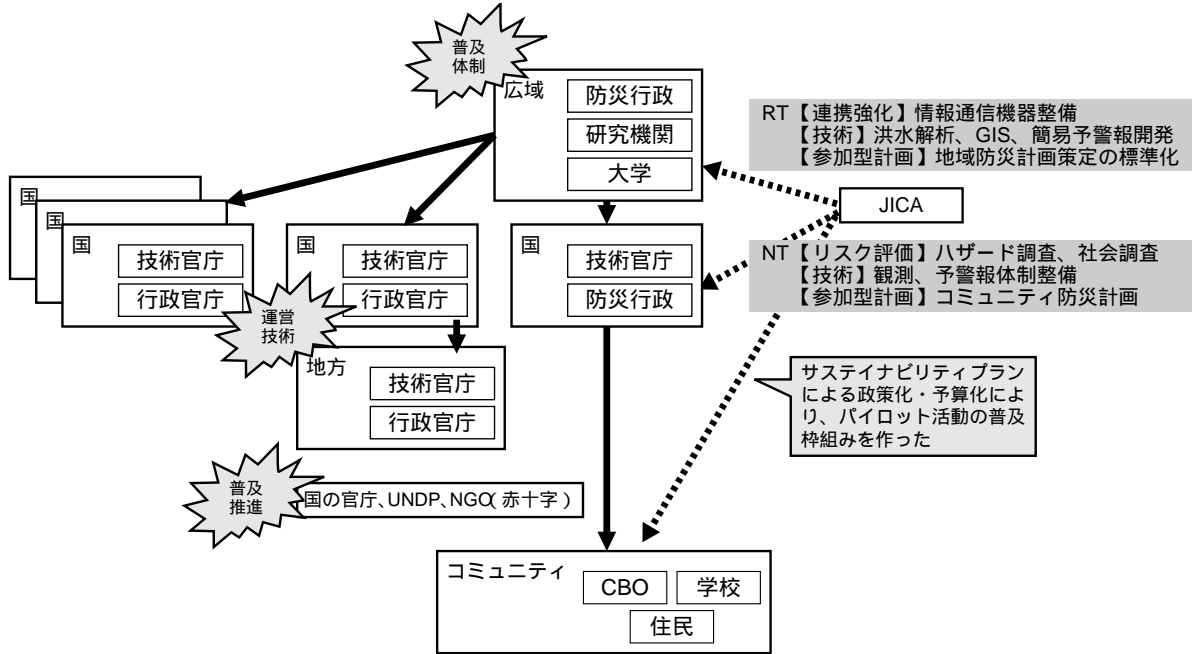 普及
体制
広域
防災行政
研究機関
大学
RT【連携強化】情報通信機器整備
【技術】洪水解析、GIS、簡易予警報開発
【参加型計画】地域防災計画策定の標準化
JICA
NT【リスク評価】ハザード調査、社会調査
【技術】観測、予警報体制整備
【参加型計画】コミュニティ防災計画
国
国
国
技術官庁
行政官庁
国
技術官庁
行政官庁
国
技術官庁
防災行政
運営
技術
地方
技術官庁
行政官庁
サステイナビリティプラン
による政策化・予算化によ
り、パイロット活動の普及
枠組みを作った
普及
推進
国の官庁、UNDP、NGO（赤十字）
コミュニティ
CBO
学校
住民